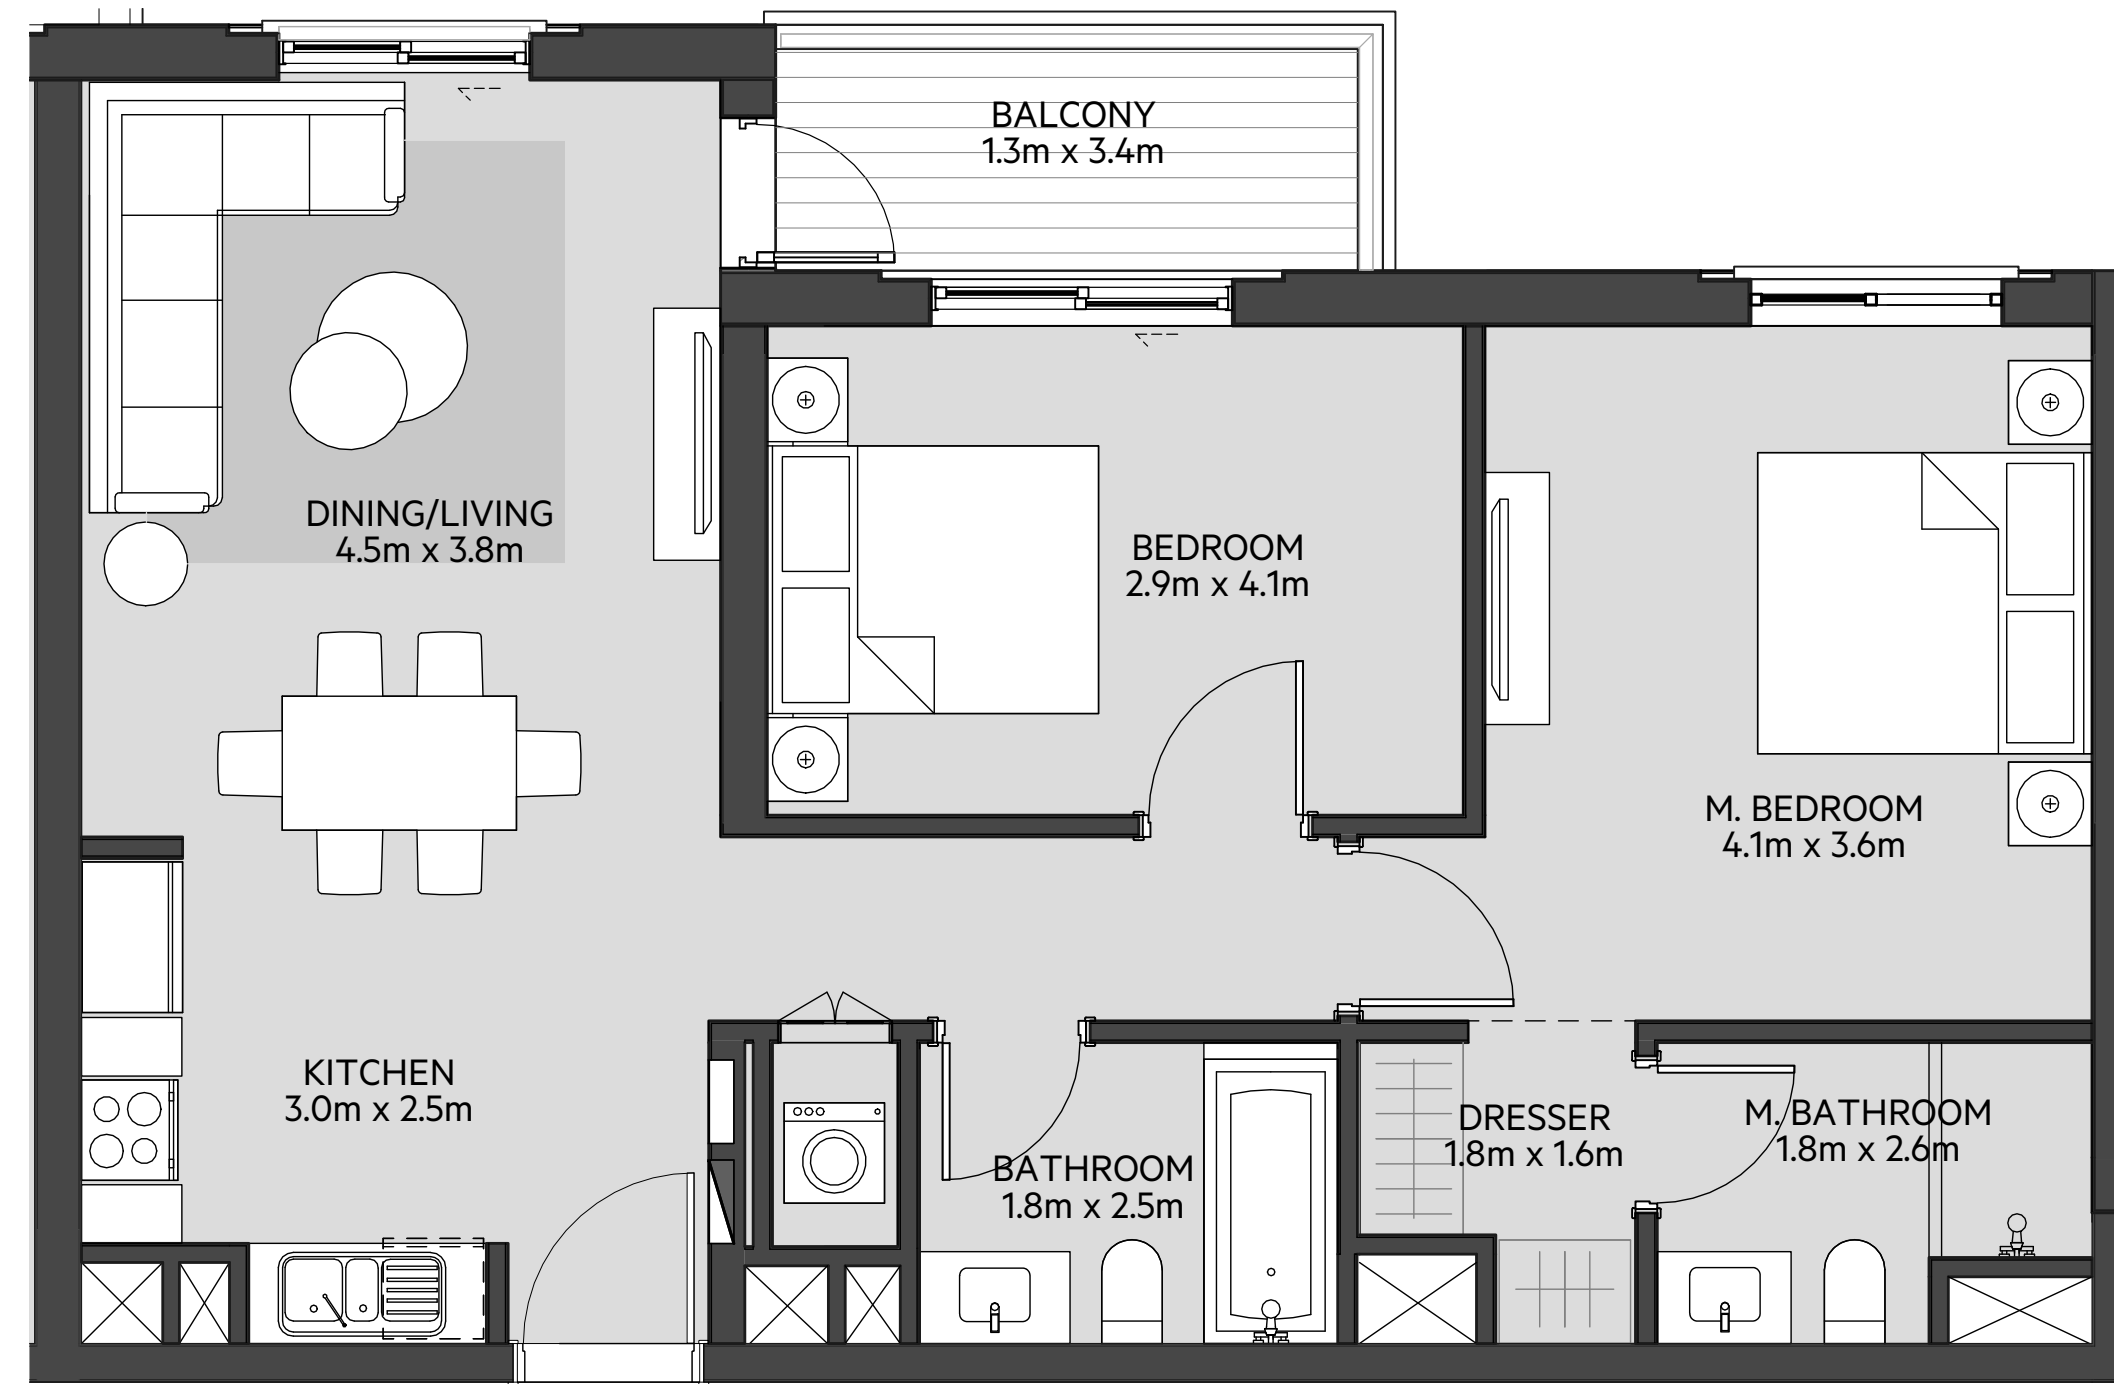 BALCONY
1.3m x 3.4m
DINING/LIVING
4.5m x 3.8m
BEDROOM
2.9m x 4.1m
M. BEDROOM
4.1m x 3.6m
KITCHEN
3.0m x 2.5m
BATHROOM
1.8m x 2.5m
DRESSER
1.8m x 1.6m
M. BATHROOM
1.8m x 2.6m